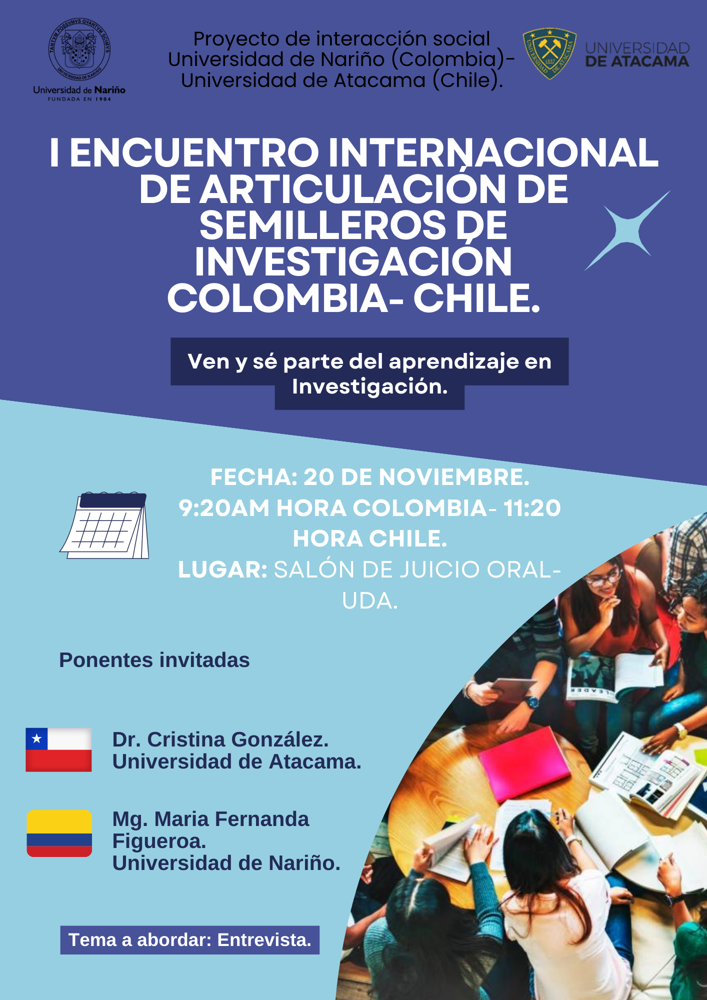 TANTVM POSSVMVS QVANTVM SCIMVS
UNIVERSIDAD DE NARIÑO
Universidad de Nariño
FUNDADA EN 1904
Proyecto de interacción social
Universidad de Nariño (Colombia)-
Universidad de Atacama (Chile).
UNIVERSIDAD DE ATACAMA
1857
UNIVERSIDAD
DE ATACAMA
I ENCUENTRO INTERNACIONAL
DE ARTICULACIÓN DE
SEMILLEROS DE
INVESTIGACIÓN
COLOMBIA- CHILE.
Ven y sé parte del aprendizaje en
Investigación.
FECHA: 20 DE NOVIEMBRE.
9:20AM HORA COLOMBIA- 11:20
HORA CHILE.
LUGAR: SALÓN DE JUICIO ORAL-
UDA.
Ponentes invitadas
Dr. Cristina González.
Universidad de Atacama.
Mg. Maria Fernanda
Figueroa.
Universidad de Nariño.
Tema a abordar: Entrevista.
LEADER